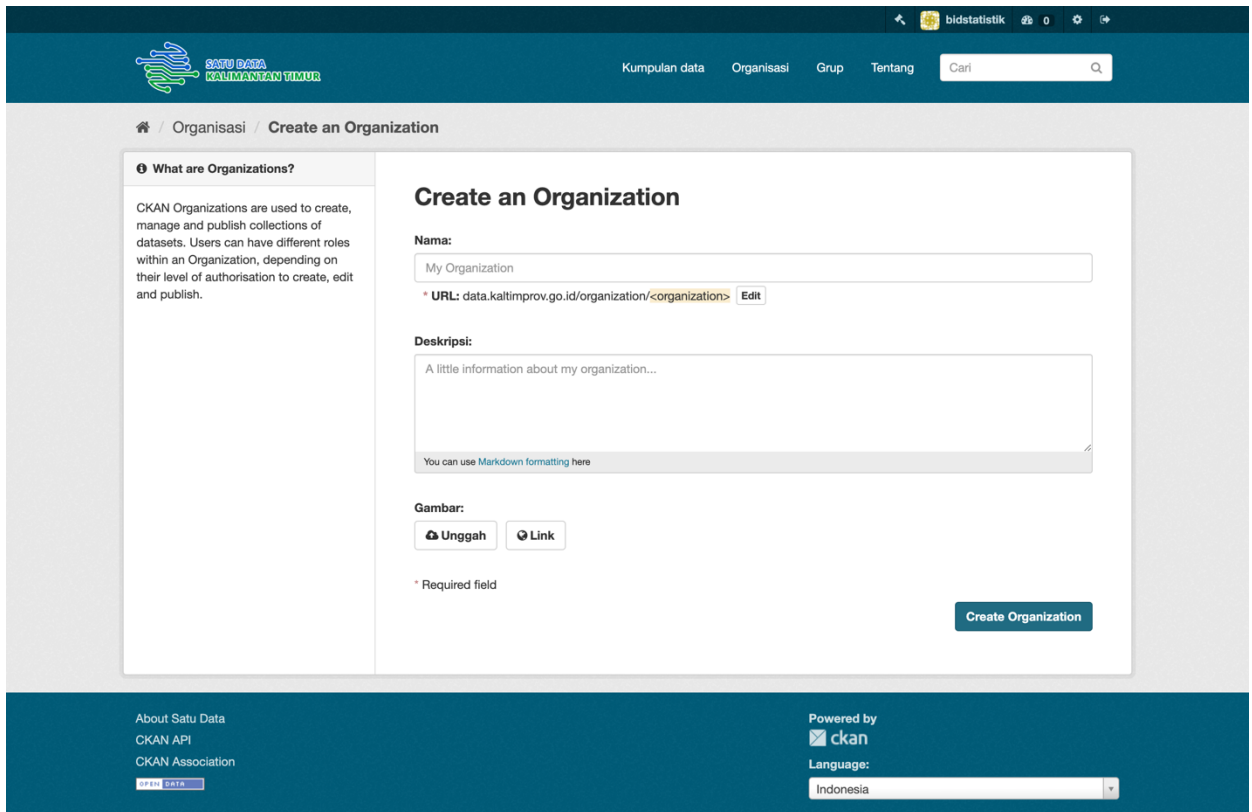 bidstatistik 0
SATU DATA
KALIMANTAN TIMUR
Kumpulan data Organisasi Grup Tentang Cari
/ Organisasi / Create an Organization
What are Organizations?
CKAN Organizations are used to create,
manage and publish collections of
datasets. Users can have different roles
within an Organization, depending on
their level of authorisation to create, edit
and publish.
Create an Organization
Nama:
My Organization
* URL: data.kaltimprov.go.id/organization/<organization> Edit
Deskripsi:
A little information about my organization...
You can use Markdown formatting here
Gambar:
Unggah Link
* Required field
Create Organization
About Satu Data
CKAN API
CKAN Association
OPEN DATA
Powered by
ckan
Language:
Indonesia